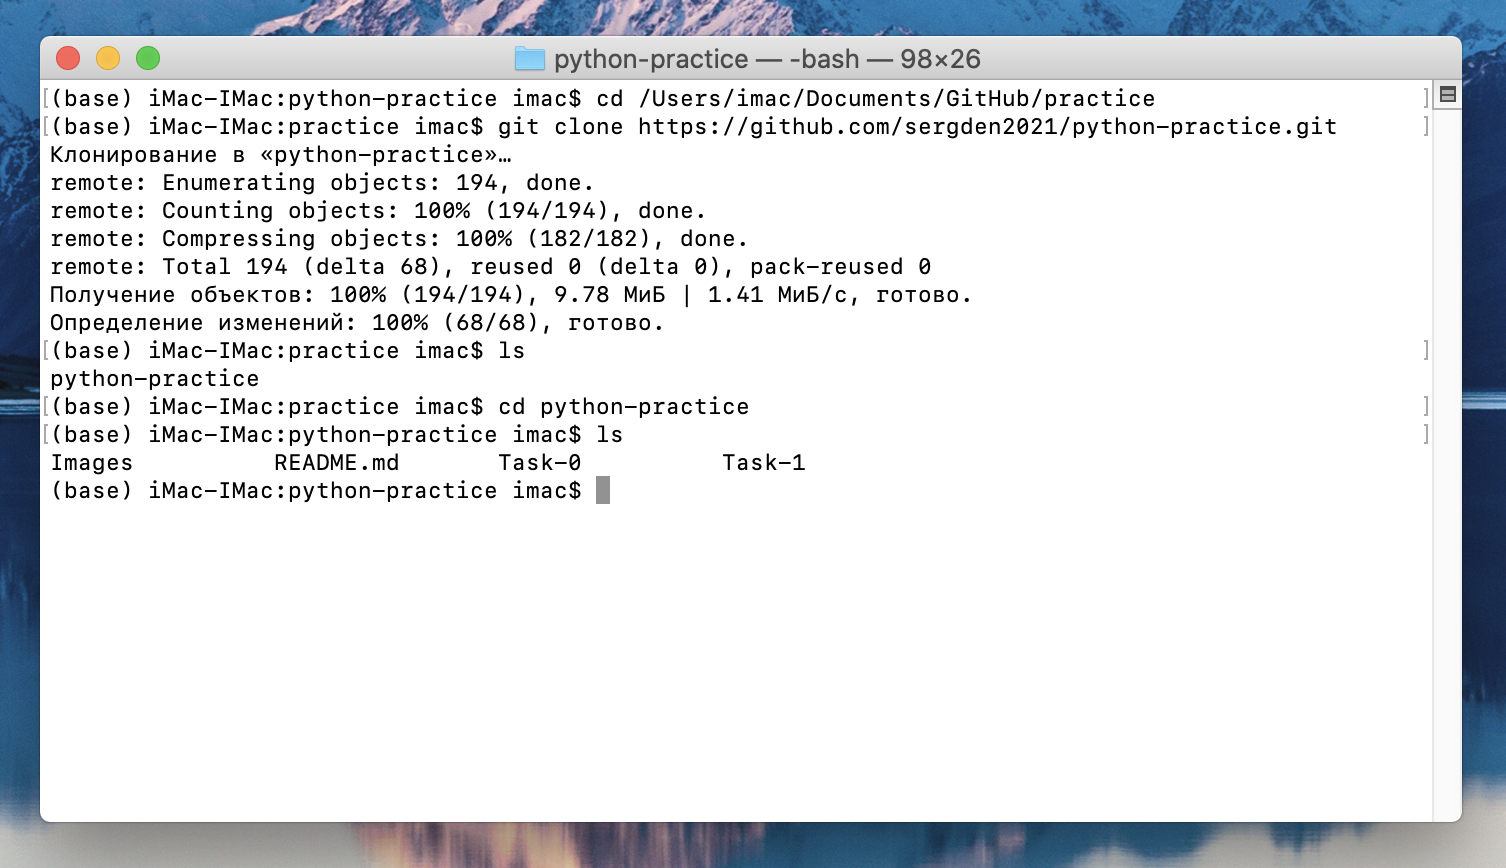 python-practice — -bash — 98×26
(base) iMac-IMac:python-practice imac$ cd /Users/imac/Documents/GitHub/practice
(base) iMac-IMac:practice imac$ git clone https://github.com/sergden2021/python-practice.git
Клонирование в «python-practice»…
remote: Enumerating objects: 194, done.
remote: Counting objects: 100% (194/194), done.
remote: Compressing objects: 100% (182/182), done.
remote: Total 194 (delta 68), reused 0 (delta 0), pack-reused 0
Получение объектов: 100% (194/194), 9.78 МиБ | 1.41 МиБ/с, готово.
Определение изменений: 100% (68/68), готово.
(base) iMac-IMac:practice imac$ ls
python-practice
(base) iMac-IMac:practice imac$ cd python-practice
(base) iMac-IMac:python-practice imac$ ls
Images README.md Task-0 Task-1
(base) iMac-IMac:python-practice imac$